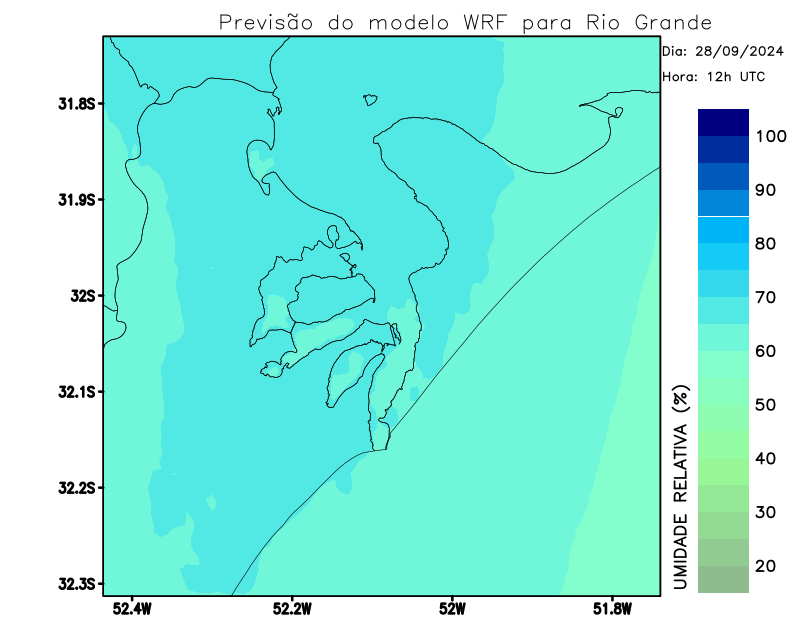 Previsão do modelo WRF para Rio Grande
Dia: 28/09/2024
Hora: 12h UTC
31.8S
31.9S
32S
32.1S
32.2S
32.3S
52.4W
52.2W
52W
51.8W
100
90
80
70
60
50
40
30
20
UMIDADE RELATIVA (%)